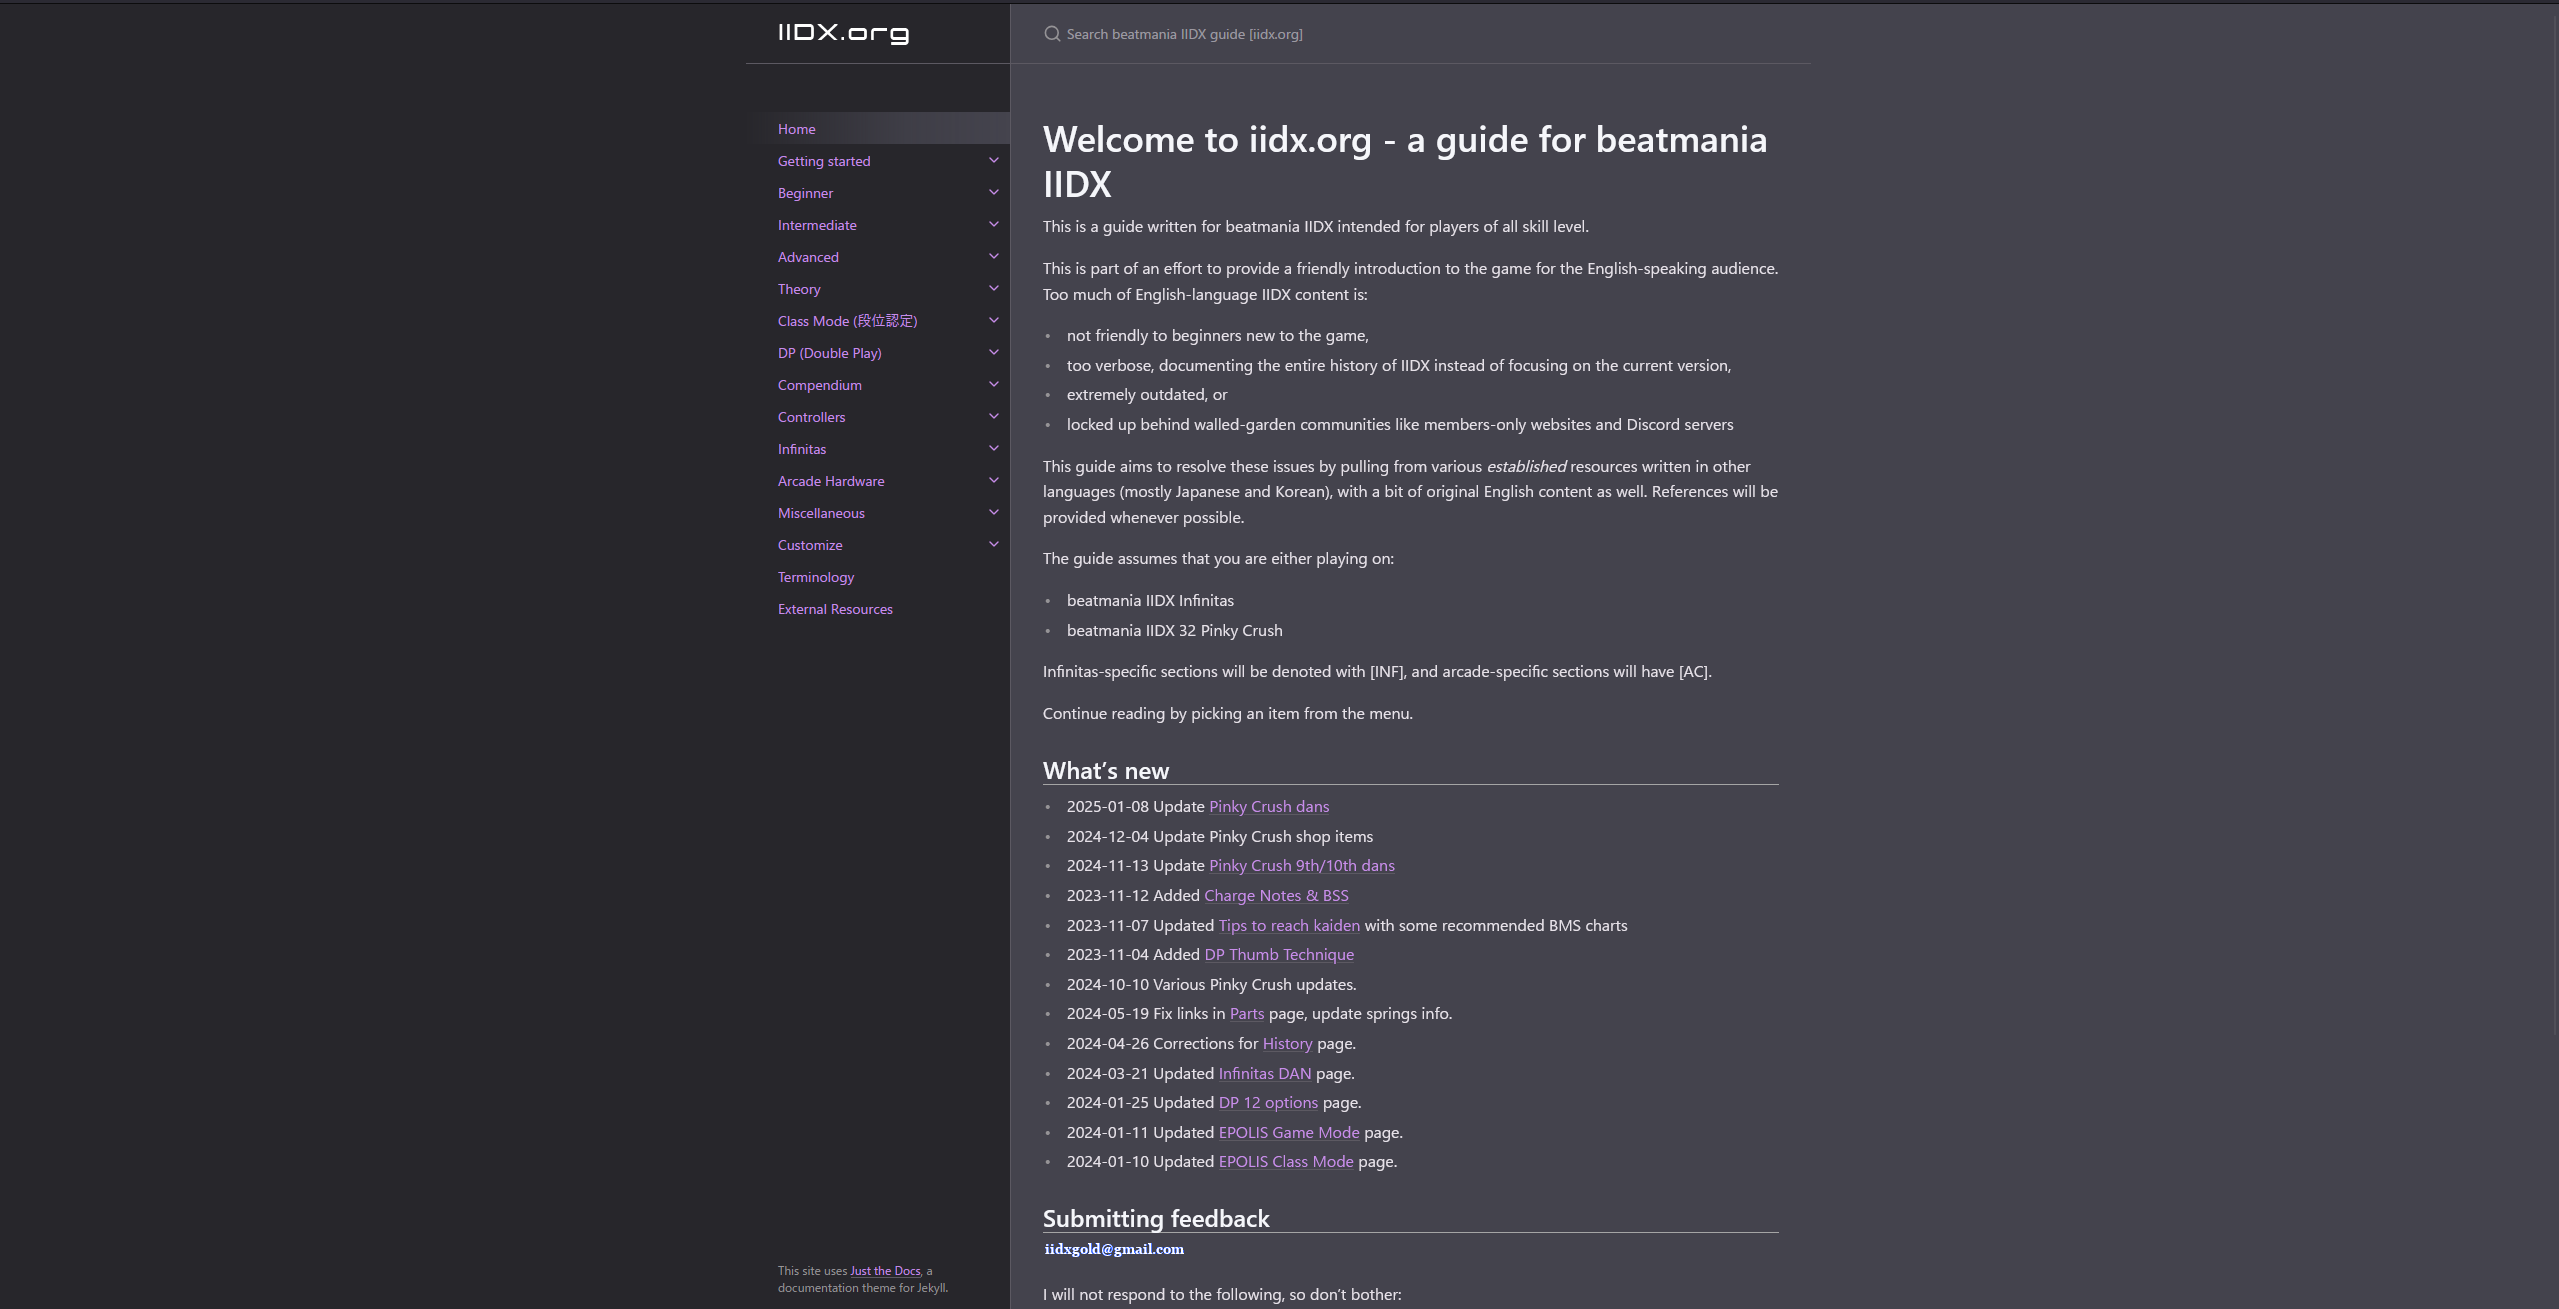 IIDX.org
Search beatmania IIDX guide [iidx.org]
Home
Getting started
Beginner
Intermediate
Advanced
Theory
Class Mode (段位認定)
DP (Double Play)
Compendium
Controllers
Infinitas
Arcade Hardware
Miscellaneous
Customize
Terminology
External Resources
This site uses Just the Docs, a
documentation theme for Jekyll.
Welcome to iidx.org - a guide for beatmania
IIDX
This is a guide written for beatmania IIDX intended for players of all skill level.
This is part of an effort to provide a friendly introduction to the game for the English-speaking audience.
Too much of English-language IIDX content is:
• not friendly to beginners new to the game,
• too verbose, documenting the entire history of IIDX instead of focusing on the current version,
• extremely outdated, or
• locked up behind walled-garden communities like members-only websites and Discord servers
This guide aims to resolve these issues by pulling from various established resources written in other
languages (mostly Japanese and Korean), with a bit of original English content as well. References will be
provided whenever possible.
The guide assumes that you are either playing on:
• beatmania IIDX Infinitas
• beatmania IIDX 32 Pinky Crush
Infinitas-specific sections will be denoted with [INF], and arcade-specific sections will have [AC].
Continue reading by picking an item from the menu.
What’s new
• 2025-01-08 Update Pinky Crush dans
• 2024-12-04 Update Pinky Crush shop items
• 2024-11-13 Update Pinky Crush 9th/10th dans
• 2023-11-12 Added Charge Notes & BSS
• 2023-11-07 Updated Tips to reach kaiden with some recommended BMS charts
• 2023-11-04 Added DP Thumb Technique
• 2024-10-10 Various Pinky Crush updates.
• 2024-05-19 Fix links in Parts page, update springs info.
• 2024-04-26 Corrections for History page.
• 2024-03-21 Updated Infinitas DAN page.
• 2024-01-25 Updated DP 12 options page.
• 2024-01-11 Updated EPOLIS Game Mode page.
• 2024-01-10 Updated EPOLIS Class Mode page.
Submitting feedback
iidxgold@gmail.com
I will not respond to the following, so don’t bother: